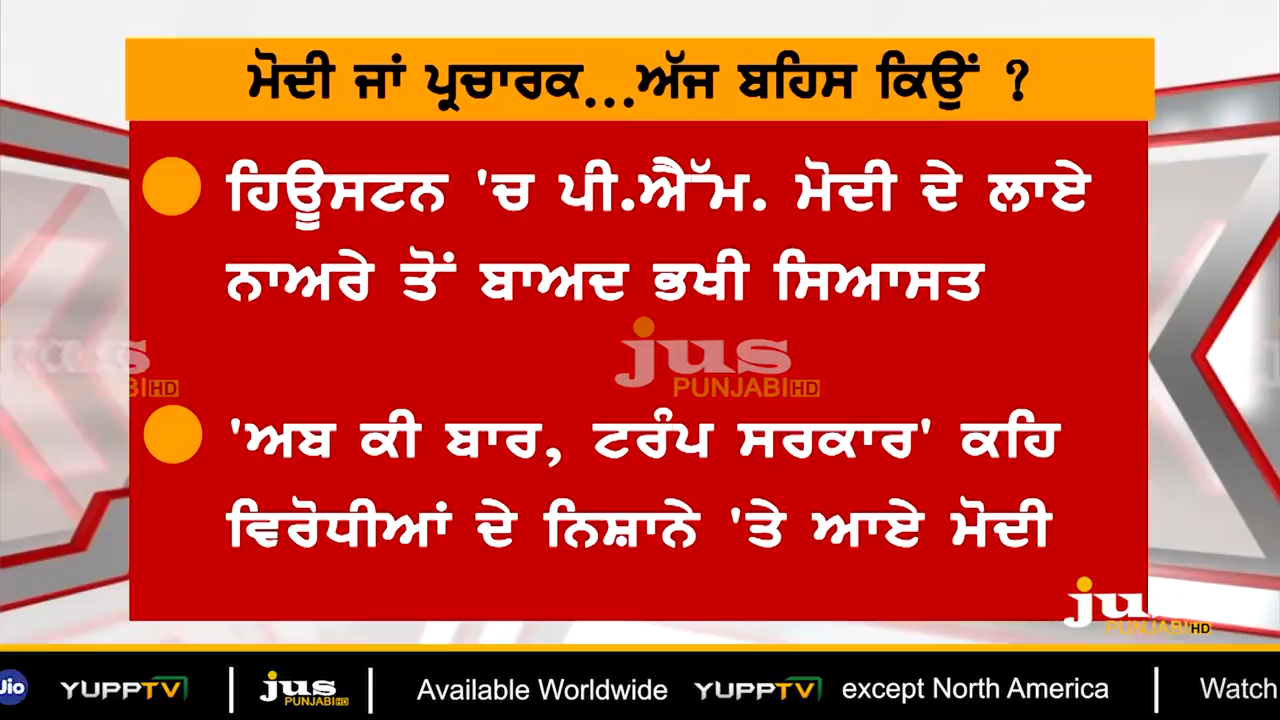 ਮੋਦੀ ਜਾਂ ਪ੍ਰਚਾਰਕ...ਅੱਜ ਬਹਿਸ ਕਿਉਂ ?
ਹਿਊਸਟਨ 'ਚ ਪੀ.ਐੱਮ. ਮੋਦੀ ਦੇ ਲਾਏ
ਨਾਅਰੇ ਤੋਂ ਬਾਅਦ ਭਖੀ ਸਿਆਸਤ
jus
PUNJABI HD
'ਅਬ ਕੀ ਬਾਰ, ਟਰੰਪ ਸਰਕਾਰ' ਕਹਿ
ਵਿਰੋਧੀਆਂ ਦੇ ਨਿਸ਼ਾਨੇ 'ਤੇ ਆਏ ਮੋਦੀ
jus
PUNJABI HD
Jio YUPPTV | jus PUNJABI HD | Available Worldwide YUPPTV except North America | Watch